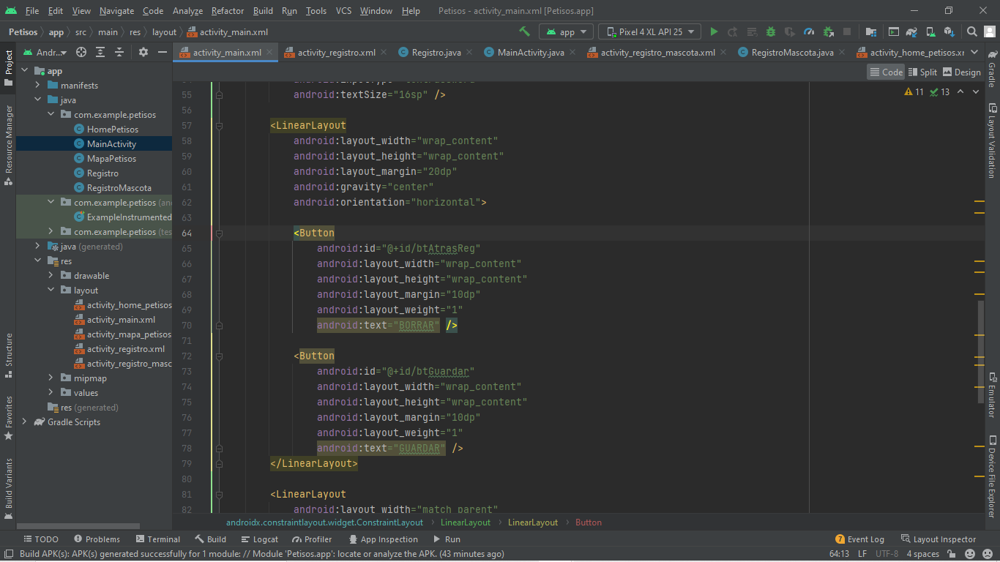 File Edit View Navigate Code Analyze Refactor Build Run Tools VCS Window Help Petisos - activity_main.xml [Petisos.app]
Petisos app src main res layout activity_main.xml app Pixel 4 XL API 25
Andr... activity_main.xml activity_registro.xml Registro.java MainActivity.java activity_registro_mascota.xml RegistroMascota.java activity_home_petisos.x
Code Split Design
Project
Resource Manager
Structure
Favorites
Build Variants
app
manifests
java
com.example.petisos
HomePetisos
MainActivity
MapaPetisos
Registro
RegistroMascota
com.example.petisos (an
ExampleInstrumented
com.example.petisos (tes
java (generated)
res
drawable
layout
activity_home_petisos
activity_main.xml
activity_mapa_petisos
activity_registro.xml
activity_registro_masc
mipmap
values
res (generated)
Gradle Scripts
11 13
55 android:textSize="16sp" />
56
57 <LinearLayout
58 android:layout_width="wrap_content"
59 android:layout_height="wrap_content"
60 android:layout_margin="20dp"
61 android:gravity="center"
62 android:orientation="horizontal">
63
64 <Button
65 android:id="@+id/btAtrasReg"
66 android:layout_width="wrap_content"
67 android:layout_height="wrap_content"
68 android:layout_margin="10dp"
69 android:layout_weight="1"
70 android:text="BORRAR" />
71
72 <Button
73 android:id="@+id/btGuardar"
74 android:layout_width="wrap_content"
75 android:layout_height="wrap_content"
76 android:layout_margin="10dp"
77 android:layout_weight="1"
78 android:text="GUARDAR" />
79 </LinearLayout>
80
81 <LinearLayout
82 android:layout_width="match_parent"
androidx.constraintlayout.widget.ConstraintLayout LinearLayout LinearLayout Button
Gradle
Layout Validation
Emulator
Device File Explorer
TODO Problems Terminal Build Logcat Profiler App Inspection Run 7 Event Log Layout Inspector
Build APK(s): APK(s) generated successfully for 1 module: // Module 'Petisos.app': locate or analyze the APK. (43 minutes ago) 64:13 LF UTF-8 4 spaces